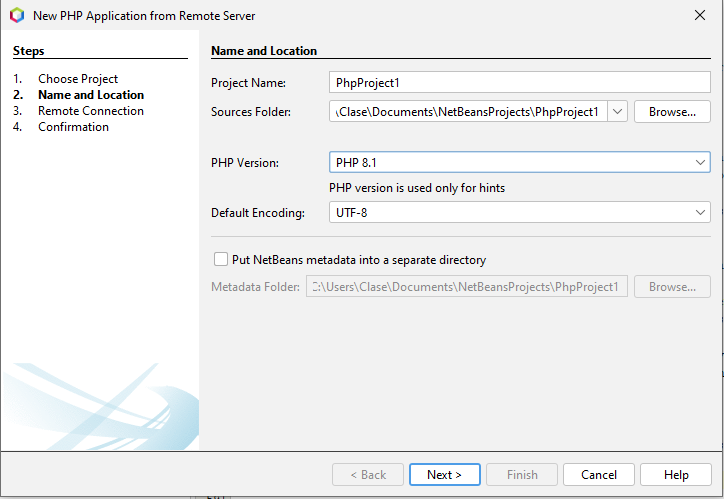 New PHP Application from Remote Server
Steps
1. Choose Project
2. Name and Location
3. Remote Connection
4. Confirmation
Name and Location
Project Name: PhpProject1
Sources Folder: \Clase\Documents\NetBeansProjects\PhpProject1 Browse...
PHP Version: PHP 8.1
PHP version is used only for hints
Default Encoding: UTF-8
Put NetBeans metadata into a separate directory
Metadata Folder: C:\Users\Clase\Documents\NetBeansProjects\PhpProject1 Browse...
< Back Next > Finish Cancel Help